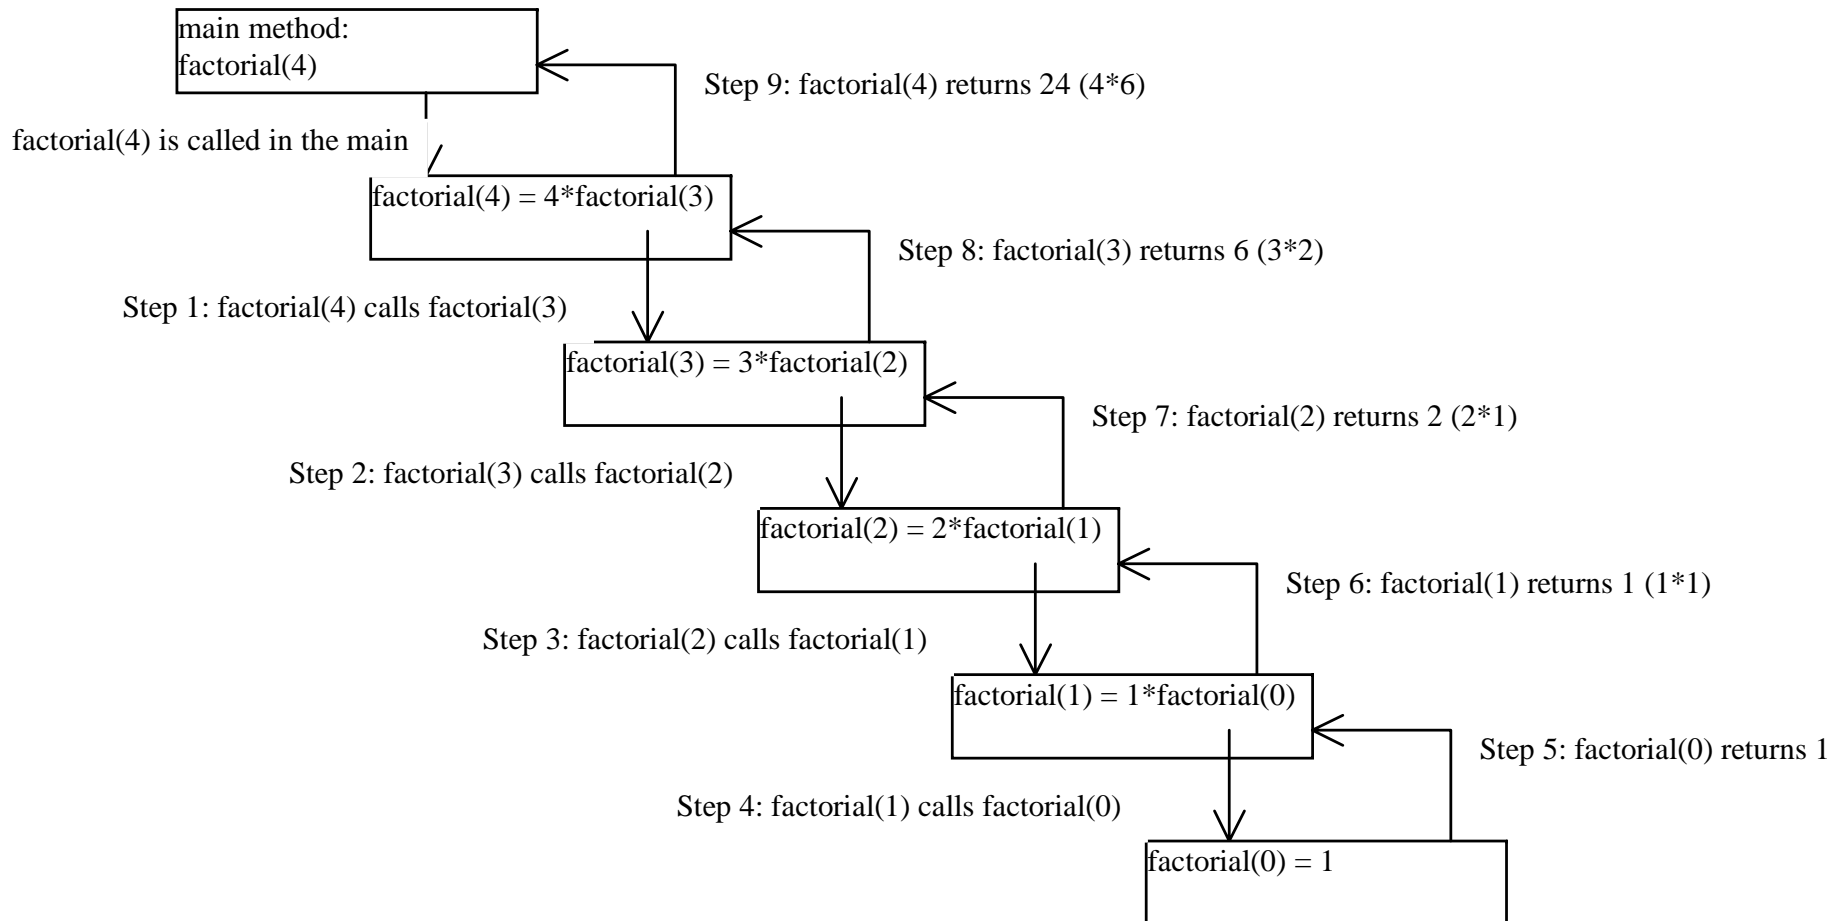 main method:
factorial(4)
Step 9: factorial(4) returns 24 (4*6)
factorial(4) is called in the main
factorial(4) = 4*factorial(3)
Step 8: factorial(3) returns 6 (3*2)
Step 1: factorial(4) calls factorial(3)
factorial(3) = 3*factorial(2)
Step 7: factorial(2) returns 2 (2*1)
Step 2: factorial(3) calls factorial(2)
factorial(2) = 2*factorial(1)
Step 6: factorial(1) returns 1 (1*1)
Step 3: factorial(2) calls factorial(1)
factorial(1) = 1*factorial(0)
Step 5: factorial(0) returns 1
Step 4: factorial(1) calls factorial(0)
factorial(0) = 1